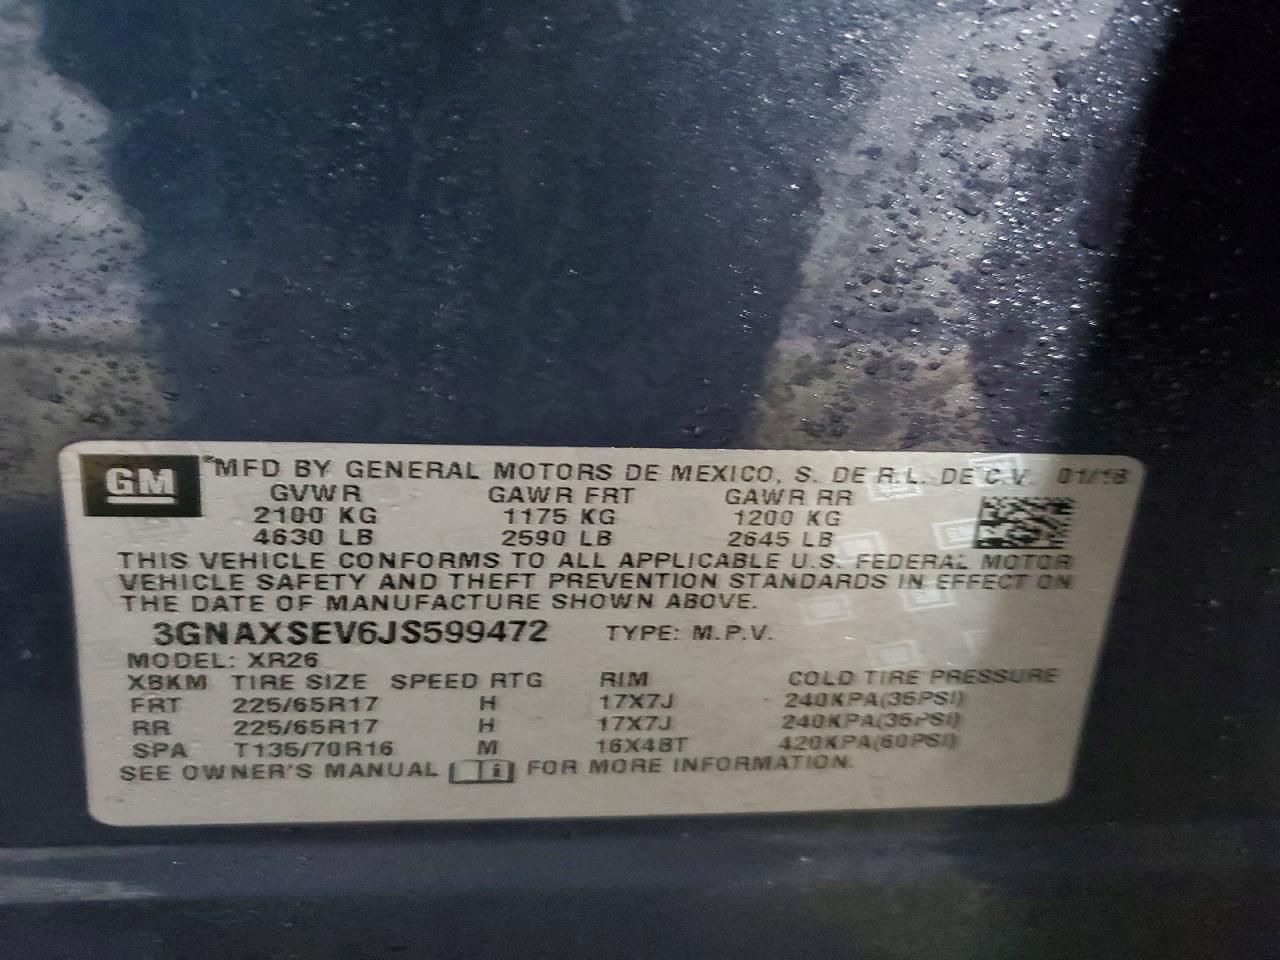 GM
MFD BY GENERAL MOTORS DE MEXICO, S. DE R.L. DE C.V. 01/18
GVWR GAWR FRT GAWR RR
2100 KG 1175 KG 1200 KG
4630 LB 2590 LB 2645 LB
THIS VEHICLE CONFORMS TO ALL APPLICABLE U.S. FEDERAL MOTOR
VEHICLE SAFETY AND THEFT PREVENTION STANDARDS IN EFFECT ON
THE DATE OF MANUFACTURE SHOWN ABOVE.
3GNAXSEV6JS599472 TYPE: M.P.V.
MODEL: XR26
XBKM TIRE SIZE SPEED RTG RIM COLD TIRE PRESSURE
FRT 225/65R17 H 17X7J 240KPA(35PSI)
RR 225/65R17 H 17X7J 240KPA(35PSI)
SPA T135/70R16 M 16X4BT 420KPA(60PSI)
SEE OWNER'S MANUAL i FOR MORE INFORMATION.